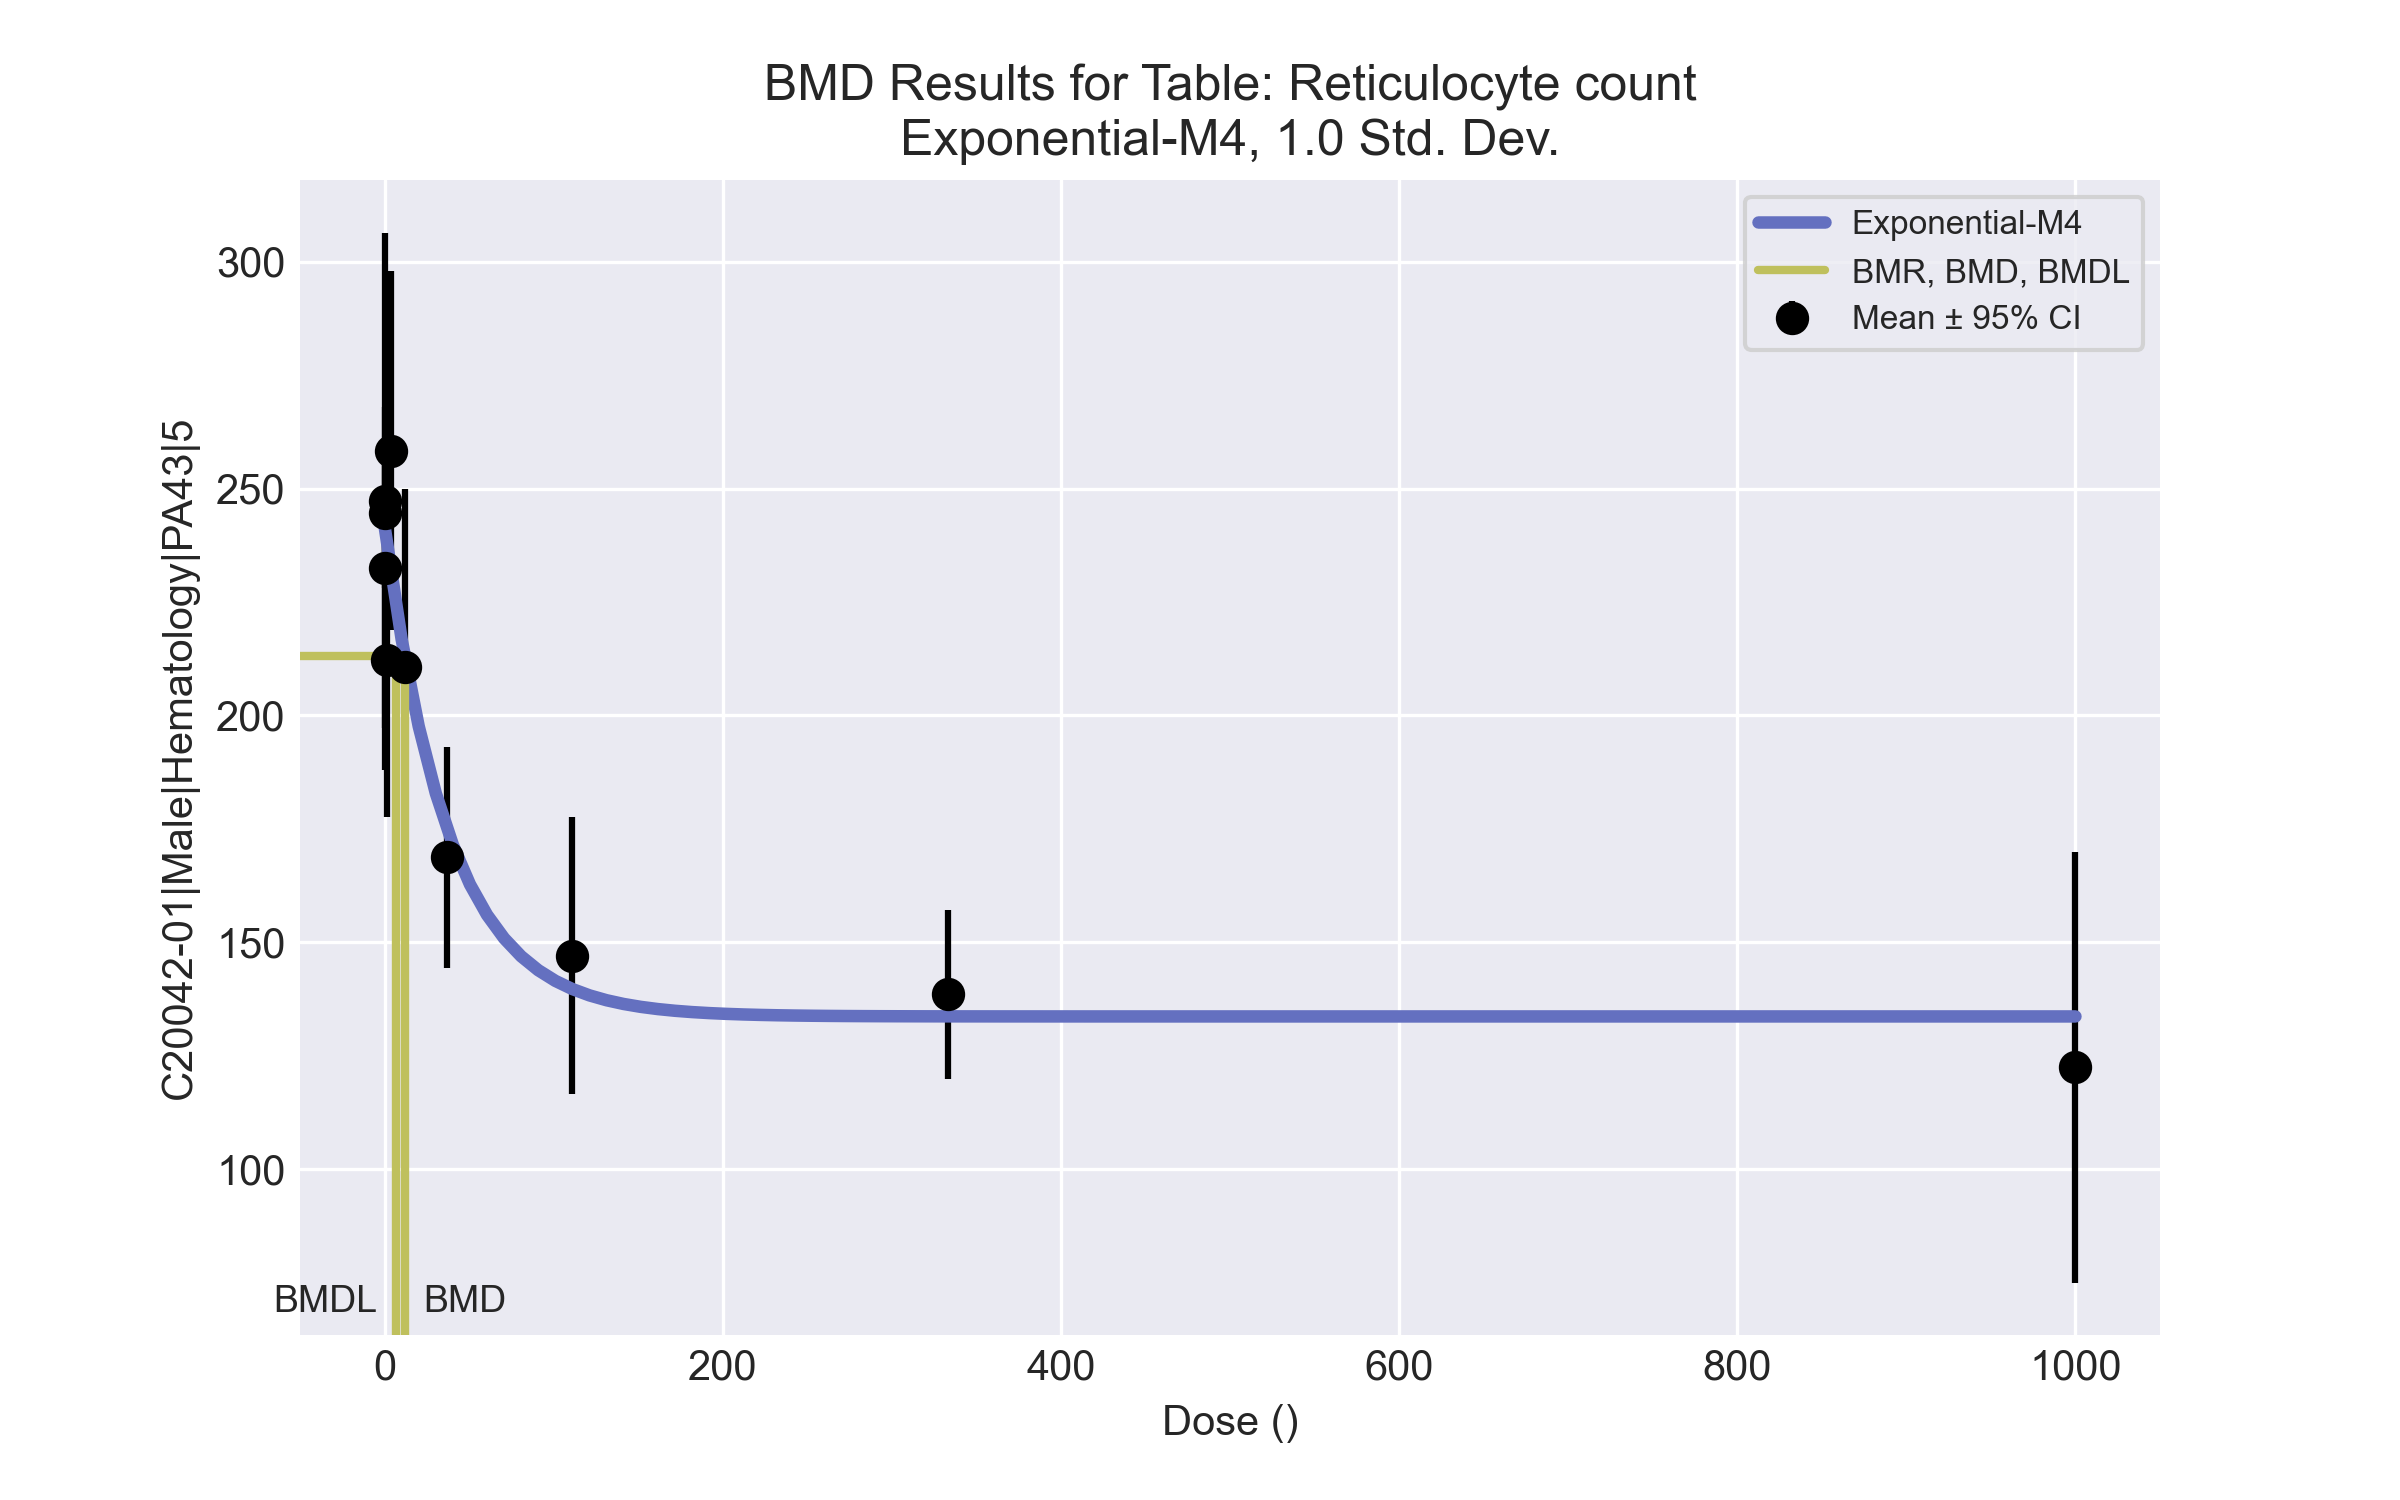 BMD Results for Table: Reticulocyte count
Exponential-M4, 1.0 Std. Dev.
Exponential-M4
BMR, BMD, BMDL
Mean ± 95% CI
C20042-01|Male|Hematology|PA43|5
300
250
200
150
100
BMDL BMD
0 200 400 600 800 1000
Dose ()